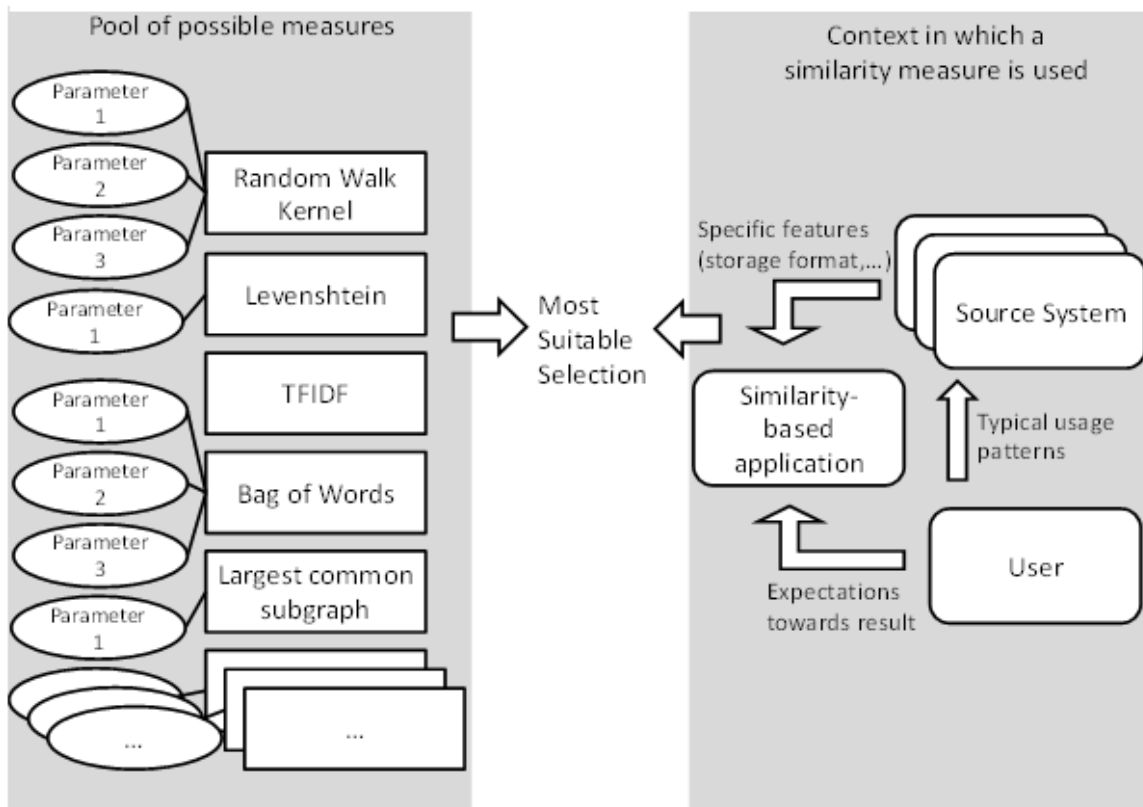 Pool of possible measures
Parameter
1
Parameter
2
Parameter
3
Random Walk
Kernel
Parameter
1
Levenshtein
TFIDF
Parameter
1
Parameter
2
Parameter
3
Bag of Words
Parameter
1
Largest common
subgraph
...
...
Most
Suitable
Selection
Context in which a
similarity measure is used
Specific features
(storage format,...)
Source System
Similarity-
based
application
Typical usage
patterns
User
Expectations
towards result